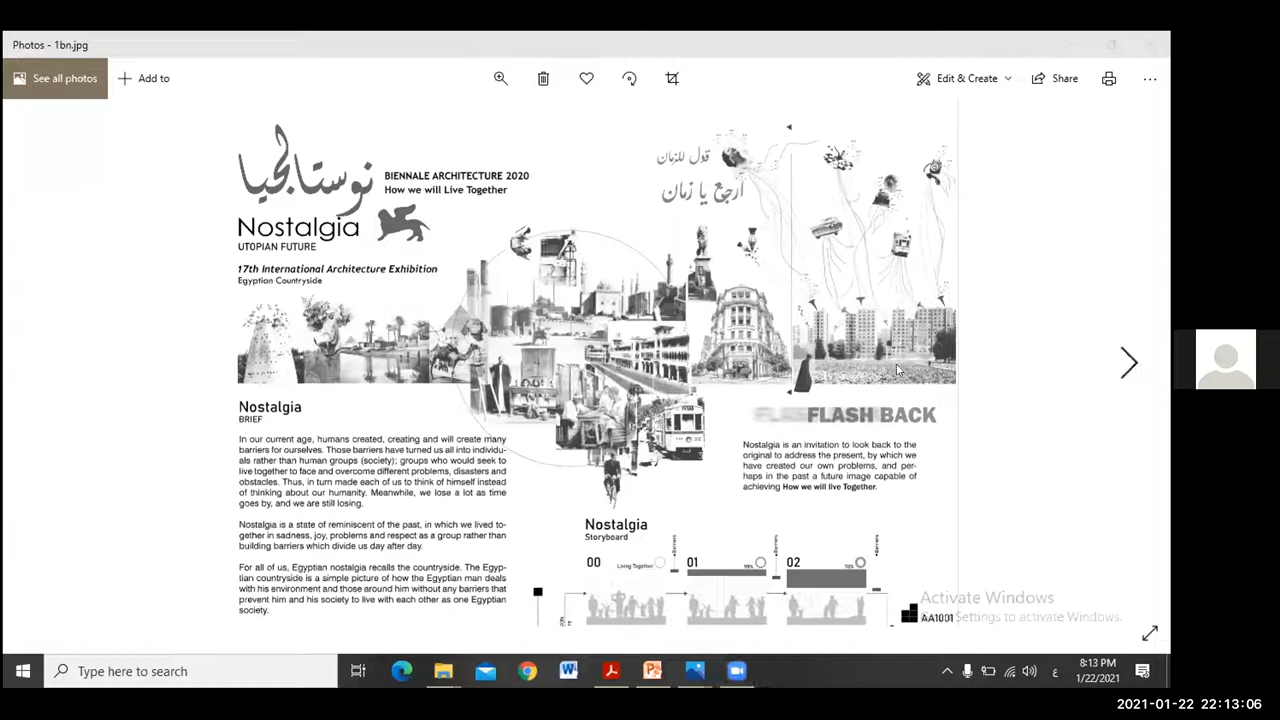 Photos - 1bn.jpg
See all photos
Add to
Edit & Create
Share
نوستالجيا
BIENNALE ARCHITECTURE 2020
How we will Live Together
Nostalgia
UTOPIAN FUTURE
17th International Architecture Exhibition
Egyptian Countryside
قول للزمان
ارجع يا زمان
Nostalgia
BRIEF
In our current age, humans created, creating and will create many
barriers for ourselves. Those barriers have turned us all into individu-
als rather than human groups (society); groups who would seek to
live together to face and overcome different problems, disasters and
obstacles. Thus, in turn made each of us to think of himself instead
of thinking about our humanity. Meanwhile, we lose a lot as time
goes by, and we are still losing.
Nostalgia is a state of reminiscent of the past, in which we lived to-
gether in sadness, joy, problems and respect as a group rather than
building barriers which divide us day after day.
For all of us, Egyptian nostalgia recalls the countryside. The Egyp-
tian countryside is a simple picture of how the Egyptian man deals
with his environment and those around him without any barriers that
prevent him and his society to live with each other as one Egyptian
society.
FLASH BACK
Nostalgia is an invitation to look back to the
original to address the present, by which we
have created our own problems, and per-
haps in the past a future image capable of
achieving How we will live Together.
Nostalgia
Storyboard
00
Living Together
Barriers
01
Barriers
02
Barriers
AA1001
Activate Windows
Settings to activate Windows.
Type here to search
ع
8:13 PM
1/22/2021
2021-01-22 22:13:06